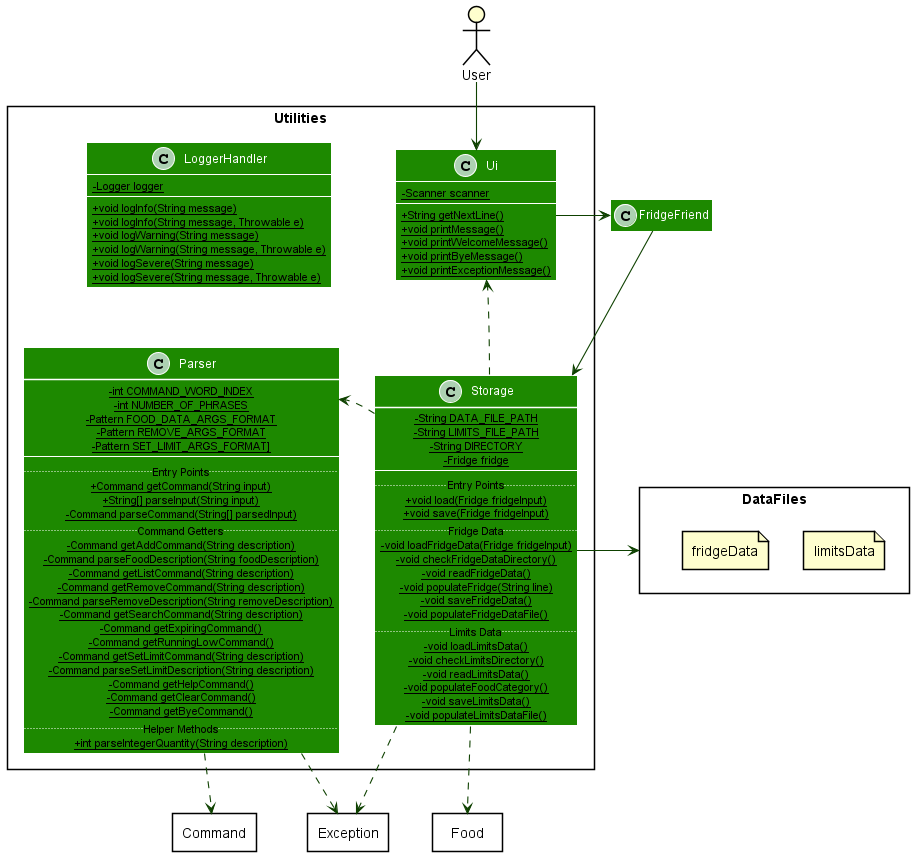 User
Utilities
C LoggerHandler
-Logger logger
+void logInfo(String message)
+void logInfo(String message, Throwable e)
+void logWarning(String message)
+void logWarning(String message, Throwable e)
+void logSevere(String message)
+void logSevere(String message, Throwable e)
C Ui
-Scanner scanner
+String getNextLine()
+void printMessage()
+void printWelcomeMessage()
+void printByeMessage()
+void printExceptionMessage()
C FridgeFriend
C Parser
-int COMMAND_WORD_INDEX
-int NUMBER_OF_PHRASES
-Pattern FOOD_DATA_ARGS_FORMAT
-Pattern REMOVE_ARGS_FORMAT
-Pattern SET_LIMIT_ARGS_FORMAT]
Entry Points
+Command getCommand(String input)
+String[] parseInput(String input)
-Command parseCommand(String[] parsedInput)
Command Getters
-Command getAddCommand(String description)
-Command parseFoodDescription(String foodDescription)
-Command getListCommand(String description)
-Command getRemoveCommand(String description)
-Command parseRemoveDescription(String removeDescription)
-Command getSearchCommand(String description)
-Command getExpiringCommand()
-Command getRunningLowCommand()
-Command getSetLimitCommand(String description)
-Command parseSetLimitDescription(String description)
-Command getHelpCommand()
-Command getClearCommand()
-Command getByeCommand()
Helper Methods
+int parseIntegerQuantity(String description)
C Storage
-String DATA_FILE_PATH
-String LIMITS_FILE_PATH
-String DIRECTORY
-Fridge fridge
Entry Points
+void load(Fridge fridgeInput)
+void save(Fridge fridgeInput)
Fridge Data
-void loadFridgeData(Fridge fridgeInput)
-void checkFridgeDataDirectory()
-void readFridgeData()
-void populateFridge(String line)
-void saveFridgeData()
-void populateFridgeDataFile()
Limits Data
-void loadLimitsData()
-void checkLimitsDirectory()
-void readLimitsData()
-void populateFoodCategory()
-void saveLimitsData()
-void populateLimitsDataFile()
DataFiles
fridgeData
limitsData
Command
Exception
Food